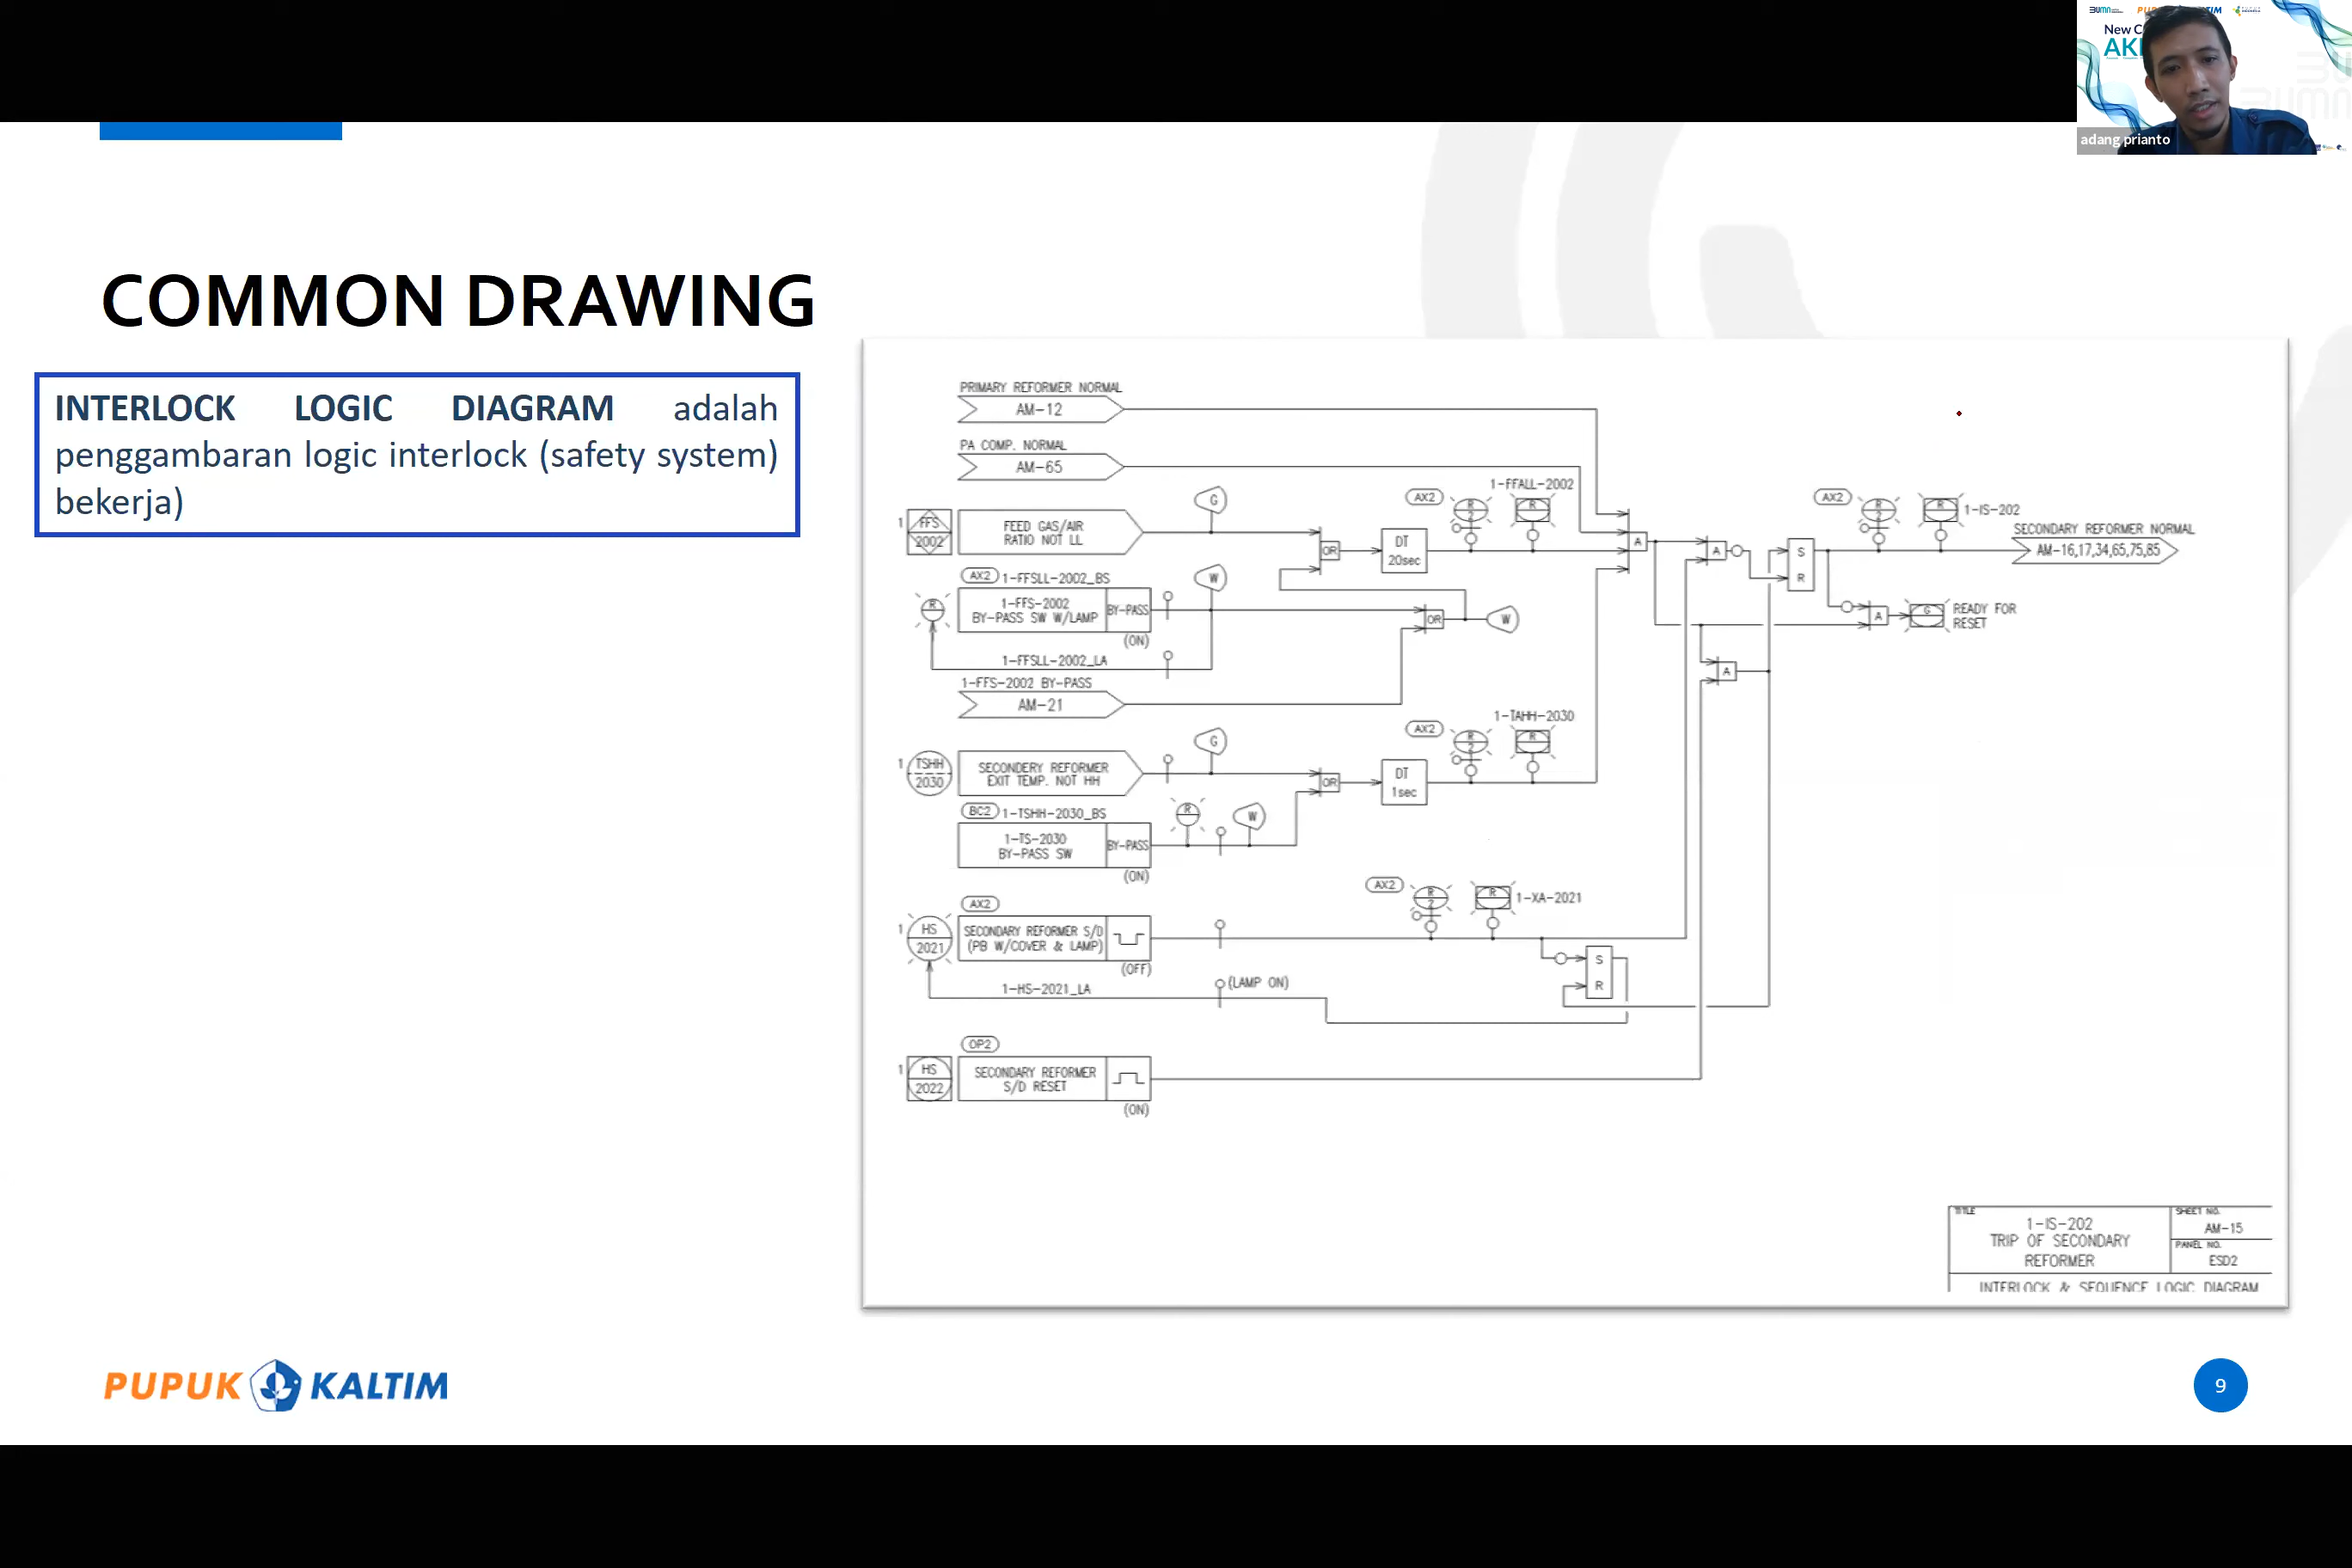 New C
AK
adang prianto
COMMON DRAWING
INTERLOCK LOGIC DIAGRAM adalah
penggambaran logic interlock (safety system)
bekerja)
PRIMARY REFORMER NORMAL
AM-12
PA COMP. NORMAL
AM-65
1 FFS 2002
FEED GAS/AIR
RATIO NOT LL
G
OR
DT
20sec
AX2
R 2
R
1-FFALL-2002
A
A
S
R
AX2
R 2
R
1-IS-202
SECONDARY REFORMER NORMAL
AM-16,17,34,65,75,85
AX2 1-FFSLL-2002_BS
R
1-FFS-2002
BY-PASS SW W/LAMP
BY-PASS
(ON)
W
OR
W
A
G
READY FOR
RESET
1-FFSLL-2002_LA
1-FFS-2002 BY-PASS
AM-21
A
1 TSHH 2030
SECONDERY REFORMER
EXIT TEMP. NOT HH
G
OR
DT
1sec
AX2
R 2
R
1-TAHH-2030
BC2 1-TSHH-2030_BS
1-TS-2030
BY-PASS SW
BY-PASS
(ON)
R
W
AX2
1 HS 2021
SECONDARY REFORMER S/D
(PB W/COVER & LAMP)
(OFF)
AX2
R 2
R
1-XA-2021
S
R
1-HS-2021_LA
(LAMP ON)
OP2
1 HS 2022
SECONDARY REFORMER
S/D RESET
(ON)
TITLE
1-IS-202
TRIP OF SECONDARY
REFORMER
SHEET NO.
AM-15
PANEL NO.
ESD2
INTERLOCK & SEQUENCE LOGIC DIAGRAM
PUPUK KALTIM
9